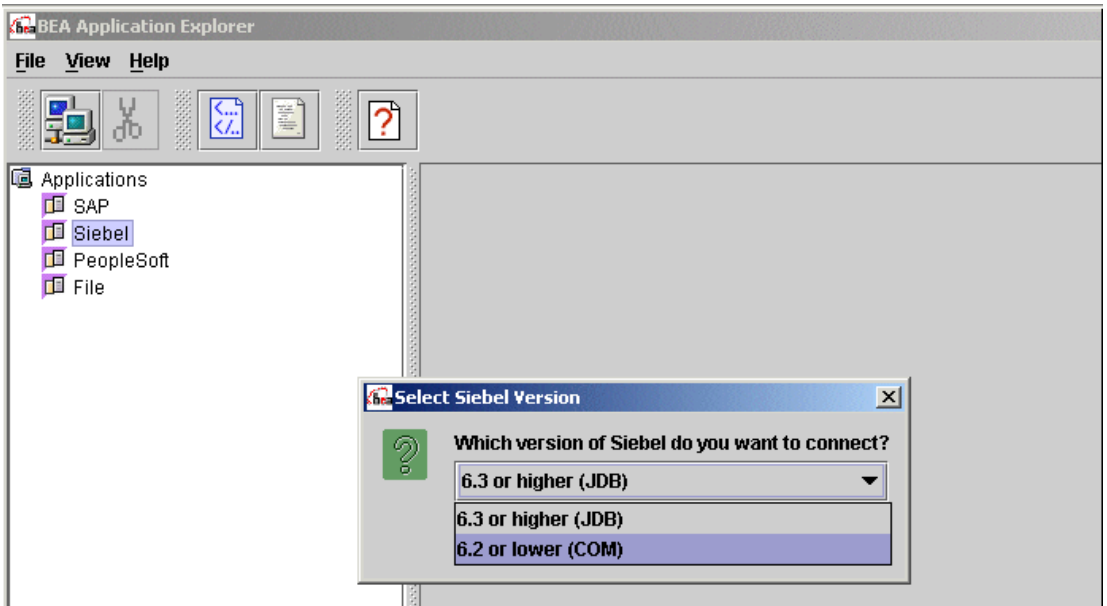 BEA Application Explorer
File View Help
Applications
SAP
Siebel
PeopleSoft
File
Select Siebel Version
Which version of Siebel do you want to connect?
6.3 or higher (JDB)
6.3 or higher (JDB)
6.2 or lower (COM)